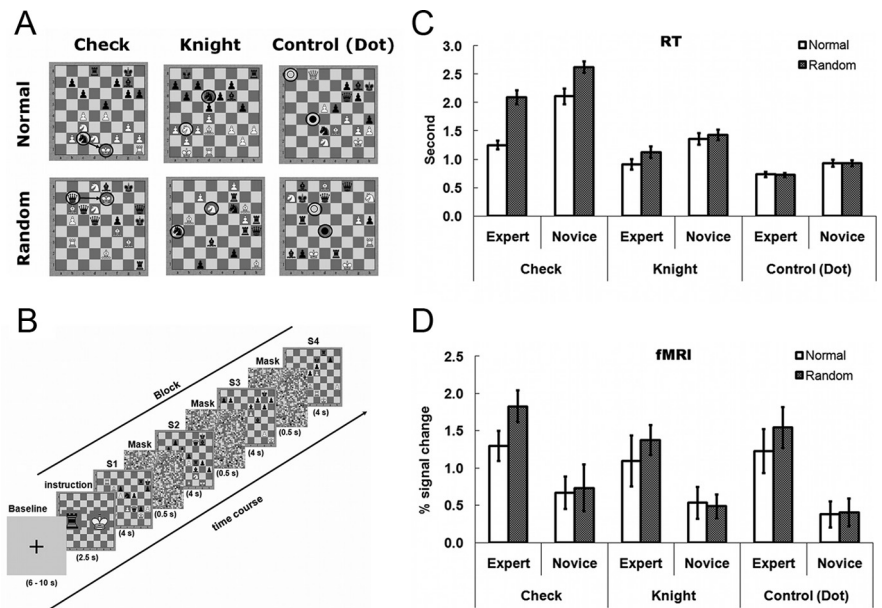 A
Check Knight Control (Dot)
Normal
Random
B
Block
Baseline
instruction
S1
Mask
S2
Mask
S3
Mask
S4
(6 - 10 s)
(2.5 s)
(4 s)
(0.5 s)
(4 s)
(0.5 s)
(4 s)
(0.5 s)
(4 s)
time course
C
RT
Normal
Random
Second
3.0
2.5
2.0
1.5
1.0
0.5
0.0
Expert Novice Expert Novice Expert Novice
Check Knight Control (Dot)
D
fMRI
Normal
Random
% signal change
2.5
2.0
1.5
1.0
0.5
0.0
Expert Novice Expert Novice Expert Novice
Check Knight Control (Dot)